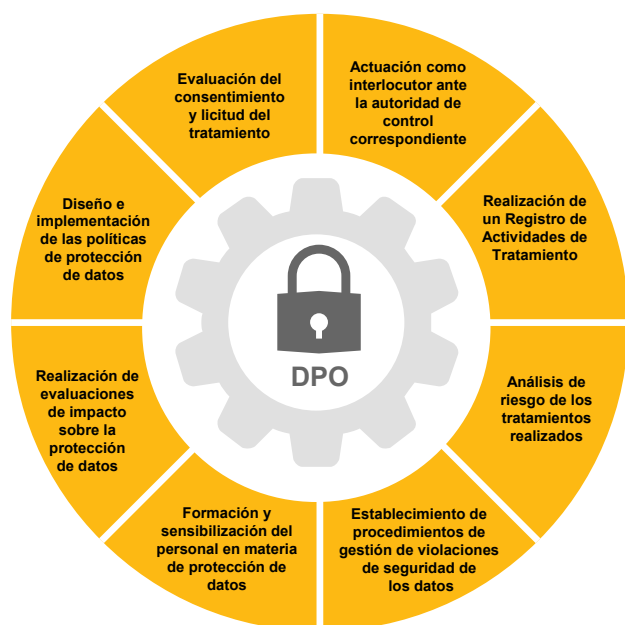 Actuación como
interlocutor ante
la autoridad de
control
correspondiente
Realización de
un Registro de
Actividades de
Tratamiento
Análisis de
riesgo de los
tratamientos
realizados
Establecimiento de
procedimientos de
gestión de violaciones
de seguridad de
los datos
Formación y
sensibilización del
personal en materia
de protección de
datos
Realización de
evaluaciones
de impacto
sobre la
protección
de datos
Diseño e
implementación
de las políticas
de protección
de datos
Evaluación del
consentimiento
y licitud del
tratamiento
DPO